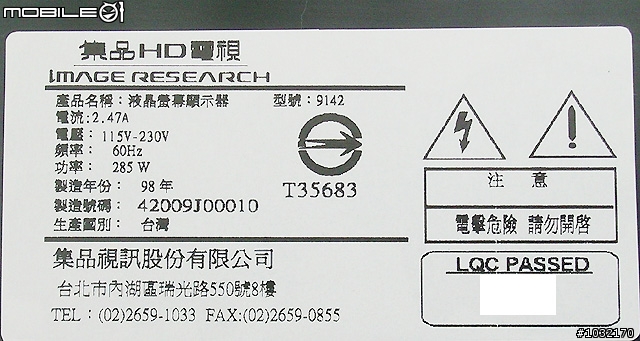 MOBILE01
集品HD電視
iMAGE RESEARCH
產品名稱：液晶螢幕顯示器 型號：9142
電流：2.47A
電壓： 115V-230V
頻率： 60Hz
功率： 285 W
製造年份： 98 年
製造號碼： 42009J00010
生產國別： 台灣
T35683
注 意
電擊危險 請勿開啓
集品視訊股份有限公司
台北市內湖區瑞光路550號8樓
TEL：(02)2659-1033 FAX:(02)2659-0855
LQC PASSED
#1032170